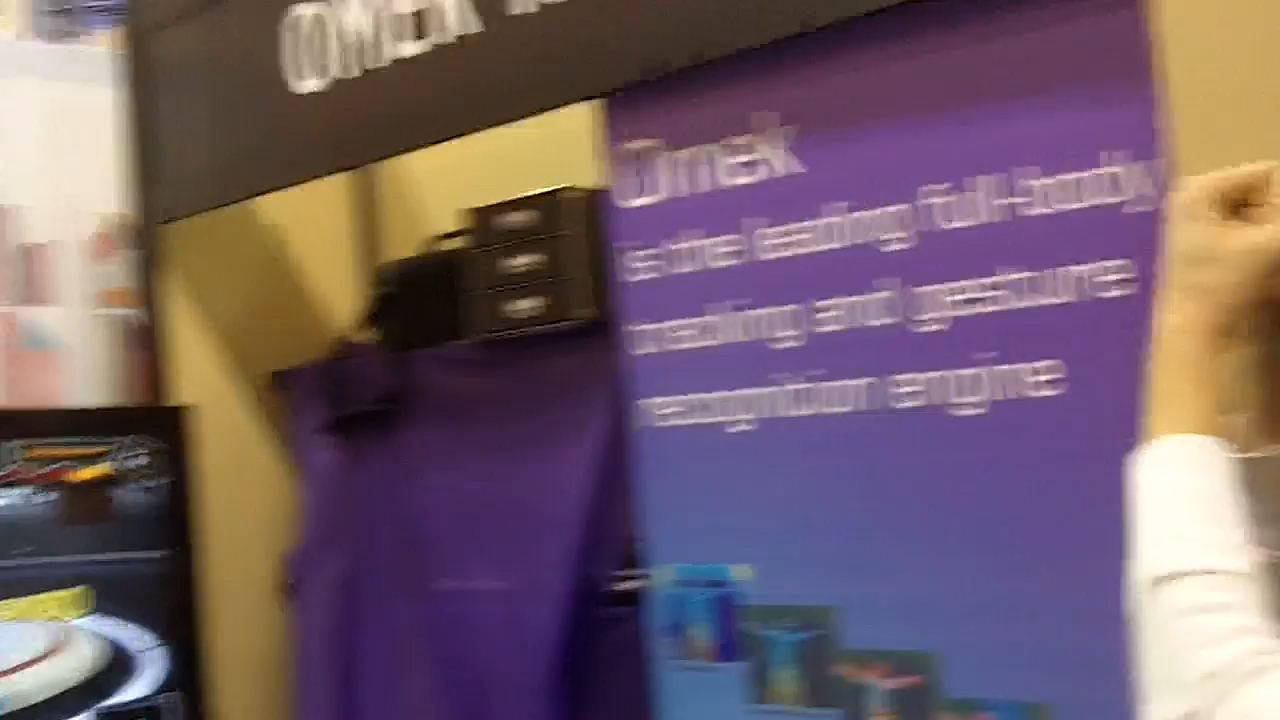 Omek
Omek
is the leading full-body
tracking and gesture
recognition engine